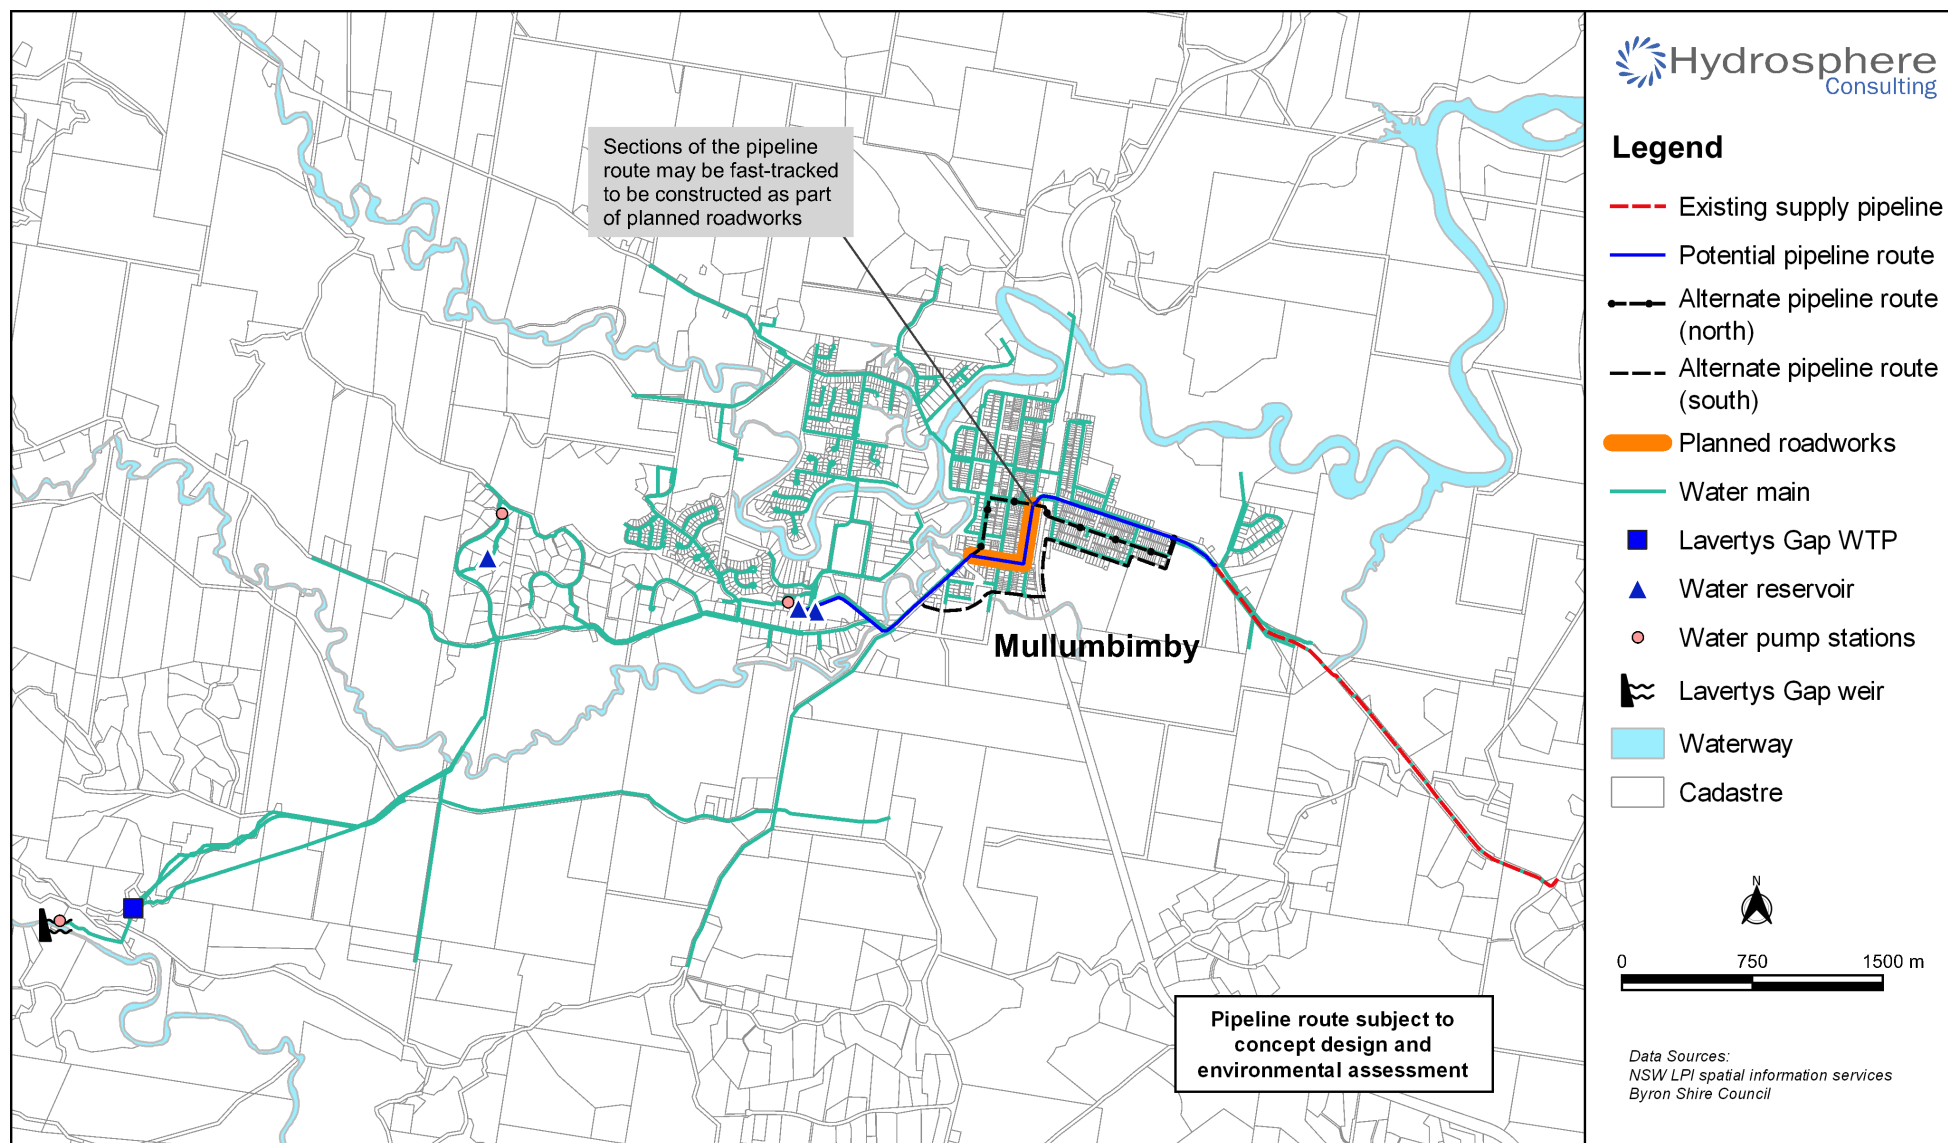 Sections of the pipeline
route may be fast-tracked
to be constructed as part
of planned roadworks
Mullumbimby
Pipeline route subject to
concept design and
environmental assessment
Hydrosphere
Consulting
Legend
Existing supply pipeline
Potential pipeline route
Alternate pipeline route
(north)
Alternate pipeline route
(south)
Planned roadworks
Water main
Lavertys Gap WTP
Water reservoir
Water pump stations
Lavertys Gap weir
Waterway
Cadastre
N
0 750 1500 m
Data Sources:
NSW LPI spatial information services
Byron Shire Council